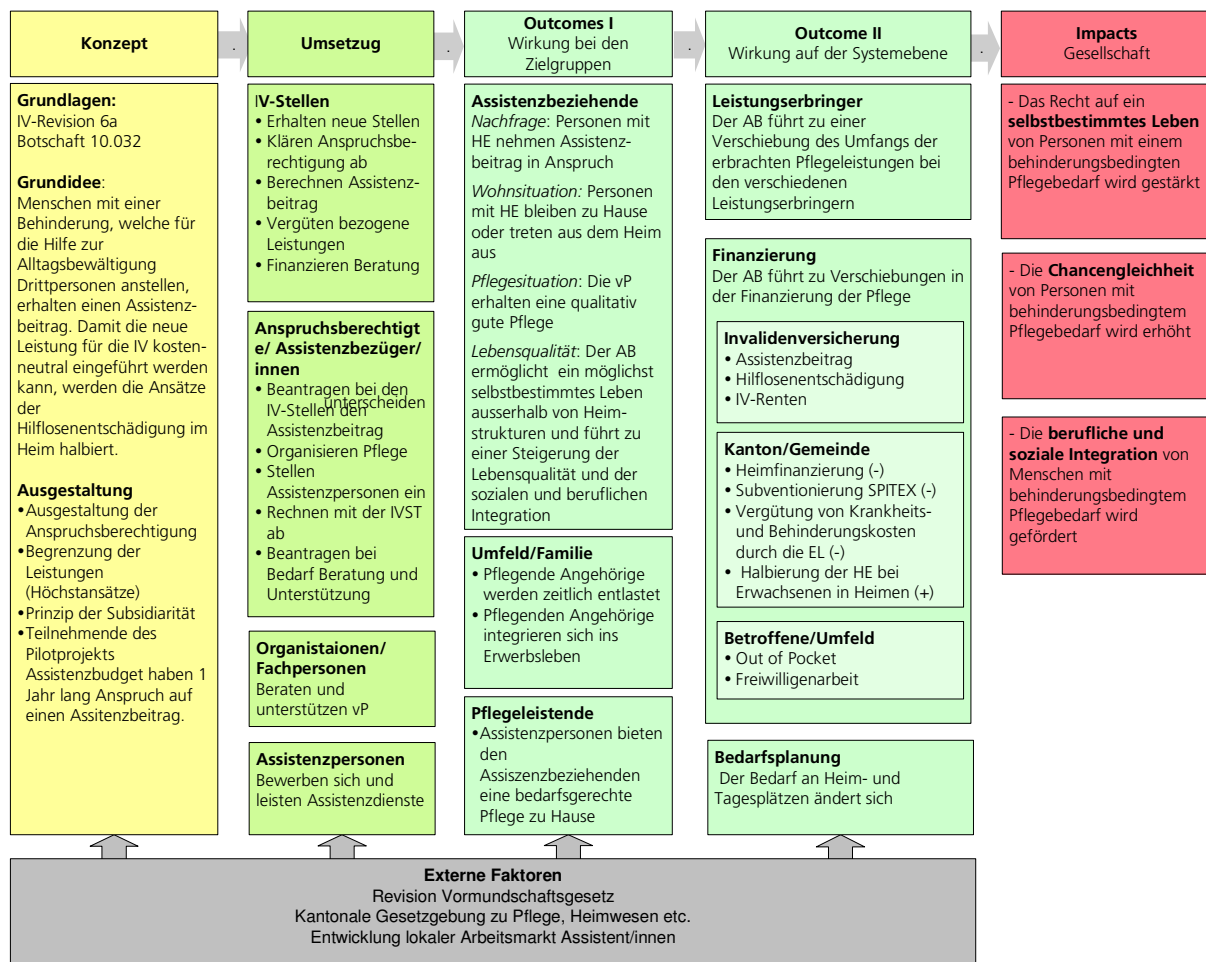 Konzept
.
Umsetzug
.
Outcomes I
Wirkung bei den
Zielgruppen
.
Outcome II
Wirkung auf der Systemebene
.
Impacts
Gesellschaft
Grundlagen:
IV-Revision 6a
Botschaft 10.032
Grundidee:
Menschen mit einer
Behinderung, welche für
die Hilfe zur
Alltagsbewältigung
Drittpersonen anstellen,
erhalten einen Assistenz-
beitrag. Damit die neue
Leistung für die IV kosten-
neutral eingeführt werden
kann, werden die Ansätze
der
Hilflosenentschädigung im
Heim halbiert.
Ausgestaltung
•Ausgestaltung der
Anspruchsberechtigung
•Begrenzung der
Leistungen
(Höchstansätze)
•Prinzip der Subsidiarität
•Teilnehmende des
Pilotprojekts
Assistenzbudget haben 1
Jahr lang Anspruch auf
einen Assitenzbeitrag.
IV-Stellen
• Erhalten neue Stellen
• Klären Anspruchsbe-
rechtigung ab
• Berechnen Assistenz-
beitrag
• Vergüten bezogene
Leistungen
• Finanzieren Beratung
Anspruchsberechtigt
e/ Assistenzbezüger/
innen
• Beantragen bei den
unterscheiden
IV-Stellen den
Assistenzbeitrag
• Organisieren Pflege
• Stellen
Assistenzpersonen ein
• Rechnen mit der IVST
ab
• Beantragen bei
Bedarf Beratung und
Unterstützung
Organistaionen/
Fachpersonen
Beraten und
unterstützen vP
Assistenzpersonen
Bewerben sich und
leisten Assistenzdienste
Assistenzbeziehende
Nachfrage: Personen mit
HE nehmen Assistenz-
beitrag in Anspruch
Wohnsituation: Personen
mit HE bleiben zu Hause
oder treten aus dem Heim
aus
Pflegesituation: Die vP
erhalten eine qualitativ
gute Pflege
Lebensqualität: Der AB
ermöglicht ein möglichst
selbstbestimmtes Leben
ausserhalb von Heim-
strukturen und führt zu
einer Steigerung der
Lebensqualität und der
sozialen und beruflichen
Integration
Umfeld/Familie
• Pflegende Angehörige
werden zeitlich entlastet
• Pflegenden Angehörige
integrieren sich ins
Erwerbsleben
Pflegeleistende
•Assistenzpersonen bieten
den
Assiszenzbeziehenden
eine bedarfsgerechte
Pflege zu Hause
Leistungserbringer
Der AB führt zu einer
Verschiebung des Umfangs der
erbrachten Pflegeleistungen bei
den verschiedenen
Leistungserbringern
Finanzierung
Der AB führt zu Verschiebungen in
der Finanzierung der Pflege
Invalidenversicherung
• Assistenzbeitrag
• Hilflosenentschädigung
• IV-Renten
Kanton/Gemeinde
• Heimfinanzierung (-)
• Subventionierung SPITEX (-)
• Vergütung von Krankheits-
und Behinderungskosten
durch die EL (-)
• Halbierung der HE bei
Erwachsenen in Heimen (+)
Betroffene/Umfeld
• Out of Pocket
• Freiwilligenarbeit
Bedarfsplanung
Der Bedarf an Heim- und
Tagesplätzen ändert sich
- Das Recht auf ein
selbstbestimmtes Leben
von Personen mit einem
behinderungsbedingten
Pflegebedarf wird gestärkt
- Die Chancengleichheit
von Personen mit
behinderungsbedingtem
Pflegebedarf wird erhöht
- Die berufliche und
soziale Integration von
Menschen mit
behinderungsbedingtem
Pflegebedarf wird
gefördert
Externe Faktoren
Revision Vormundschaftsgesetz
Kantonale Gesetzgebung zu Pflege, Heimwesen etc.
Entwicklung lokaler Arbeitsmarkt Assistent/innen